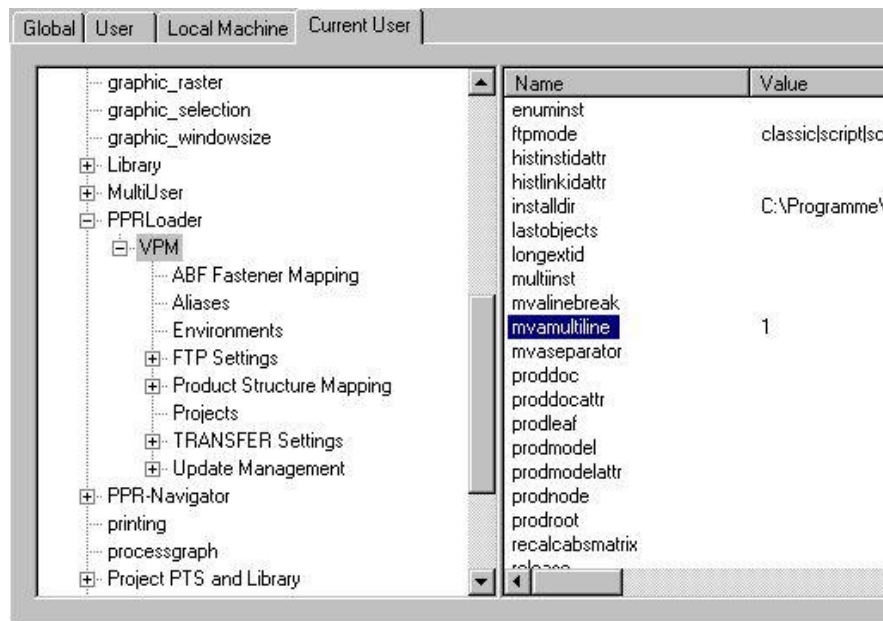 Global User Local Machine Current User
graphic_raster
graphic_selection
graphic_windowsize
Library
MultiUser
PPRLoader
VPM
ABF Fastener Mapping
Aliases
Environments
FTP Settings
Product Structure Mapping
Projects
TRANSFER Settings
Update Management
PPR-Navigator
printing
processgraph
Project PTS and Library
Name Value
enuminst
ftpmode classic|script|sc
histinstidattr
histlinkidattr
installdir C:\Programme\
lastobjects
longextid
multiinst
mvalinebreak
mvamultiline 1
mvaseparator
proddoc
proddocattr
prodleaf
prodmodel
prodmodelattr
prodnode
prodroot
recalcabsmatrix